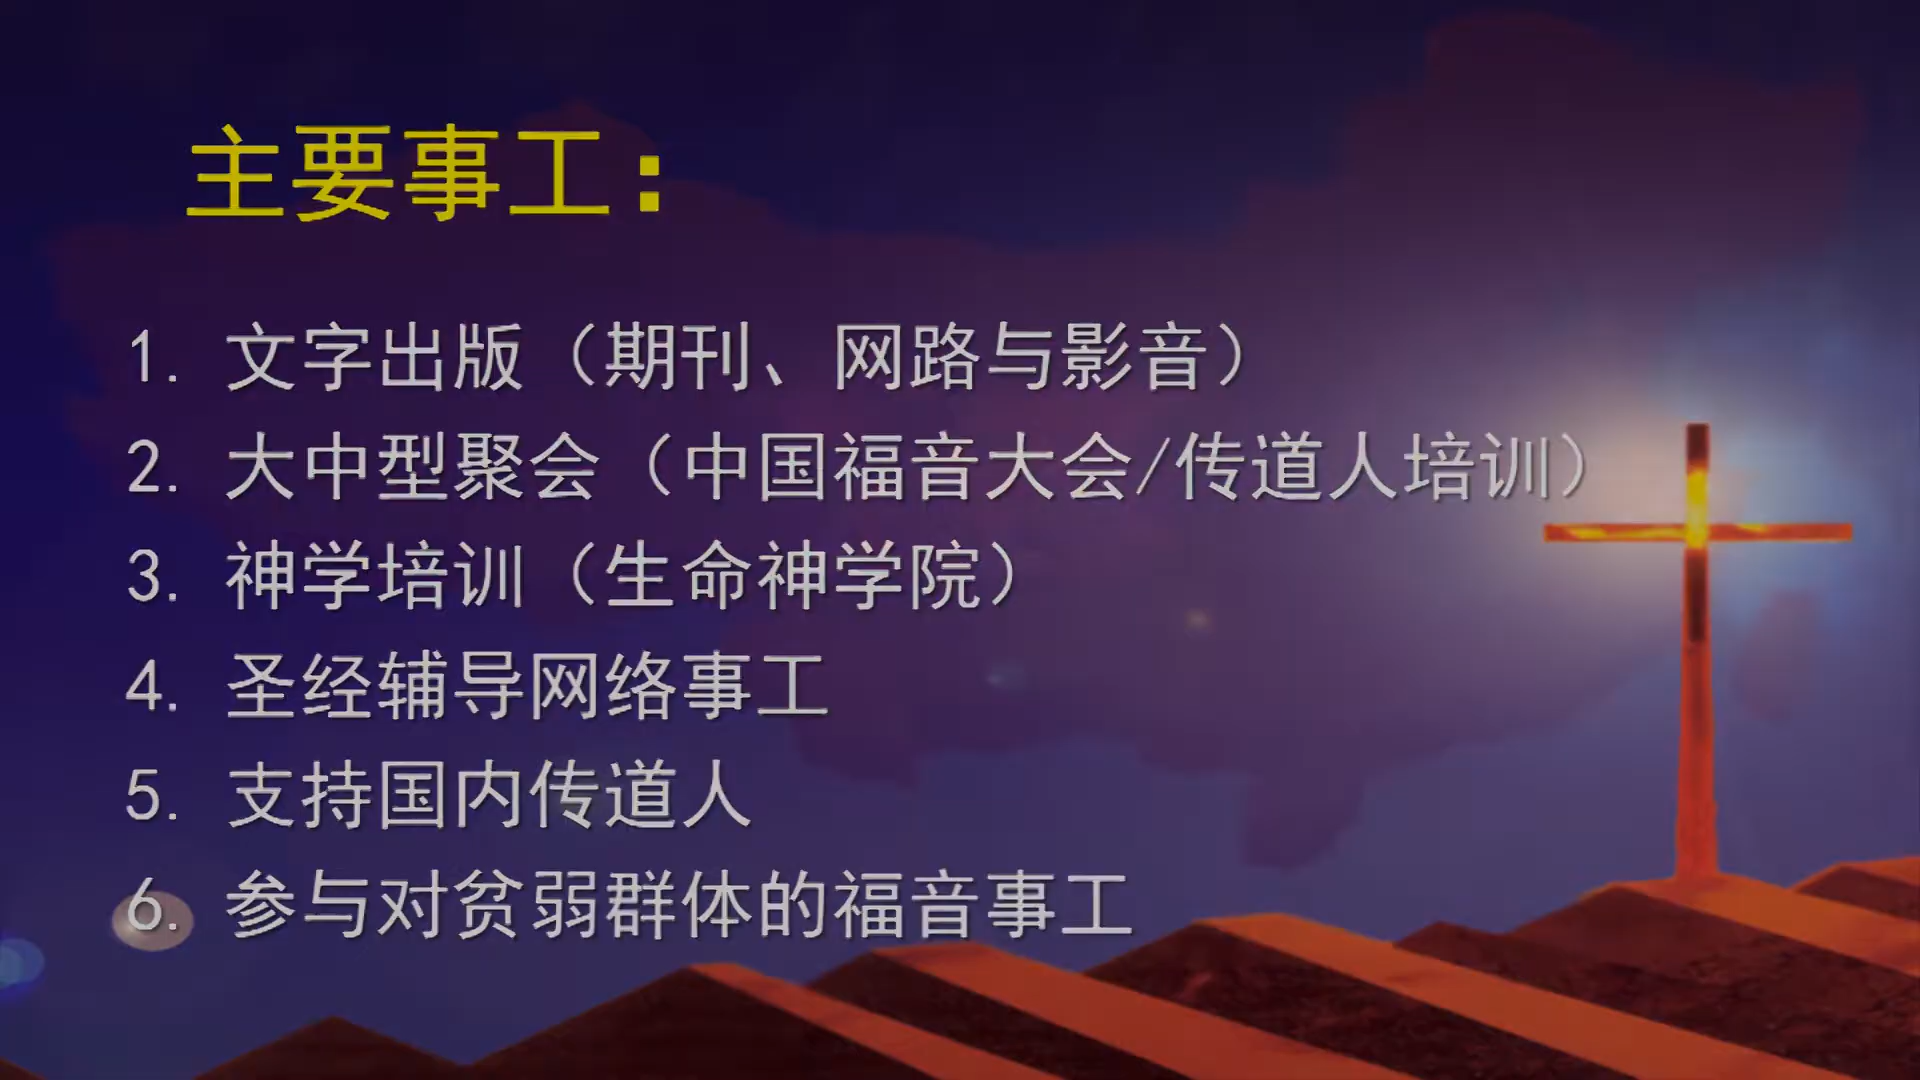 主要事工：
1. 文字出版（期刊、网路与影音）
2. 大中型聚会（中国福音大会/传道人培训）
3. 神学培训（生命神学院）
4. 圣经辅导网络事工
5. 支持国内传道人
6. 参与对贫弱群体的福音事工